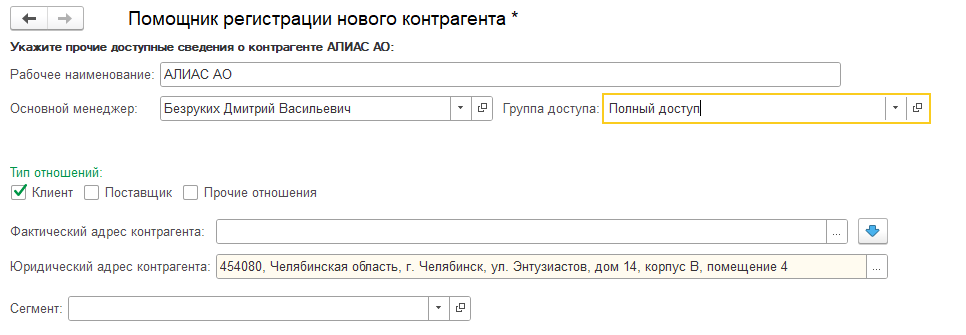 Помощник регистрации нового контрагента *
Укажите прочие доступные сведения о контрагенте АЛИАС АО:
Рабочее наименование: АЛИАС АО
Основной менеджер: Безруких Дмитрий Васильевич Группа доступа: Полный доступ
Тип отношений:
Клиент Поставщик Прочие отношения
Фактический адрес контрагента: ...
Юридический адрес контрагента: 454080, Челябинская область, г. Челябинск, ул. Энтузиастов, дом 14, корпус В, помещение 4 ...
Сегмент: